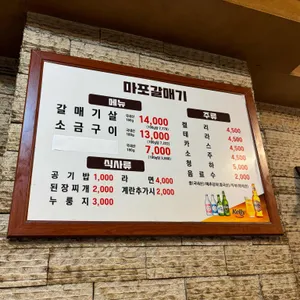 마포갈매기
메뉴
갈매기살 14,000
소금구이 13,000
7,000
식사류
공기밥 1,000 라면 4,000
된장찌개 2,000 계란추가시 2,000
누룽지 3,000
주류
켈리 4,500
테라 4,500
카스 4,500
소주 4,500
청하 5,000
음료수 2,000